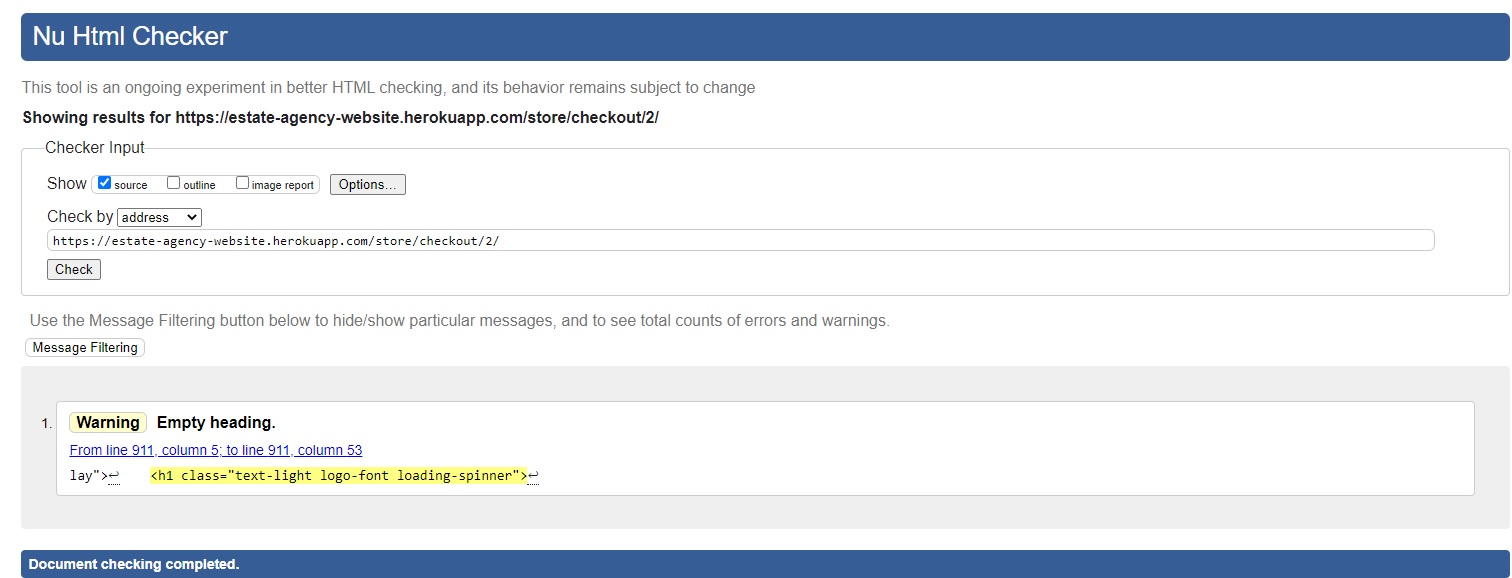 Nu Html Checker
This tool is an ongoing experiment in better HTML checking, and its behavior remains subject to change
Showing results for https://estate-agency-website.herokuapp.com/store/checkout/2/
Checker Input
Show source outline image report Options...
Check by address
https://estate-agency-website.herokuapp.com/store/checkout/2/
Check
Use the Message Filtering button below to hide/show particular messages, and to see total counts of errors and warnings.
Message Filtering
1. Warning Empty heading.
From line 911, column 5; to line 911, column 53
lay">↩ <h1 class="text-light logo-font loading-spinner">↩
Document checking completed.